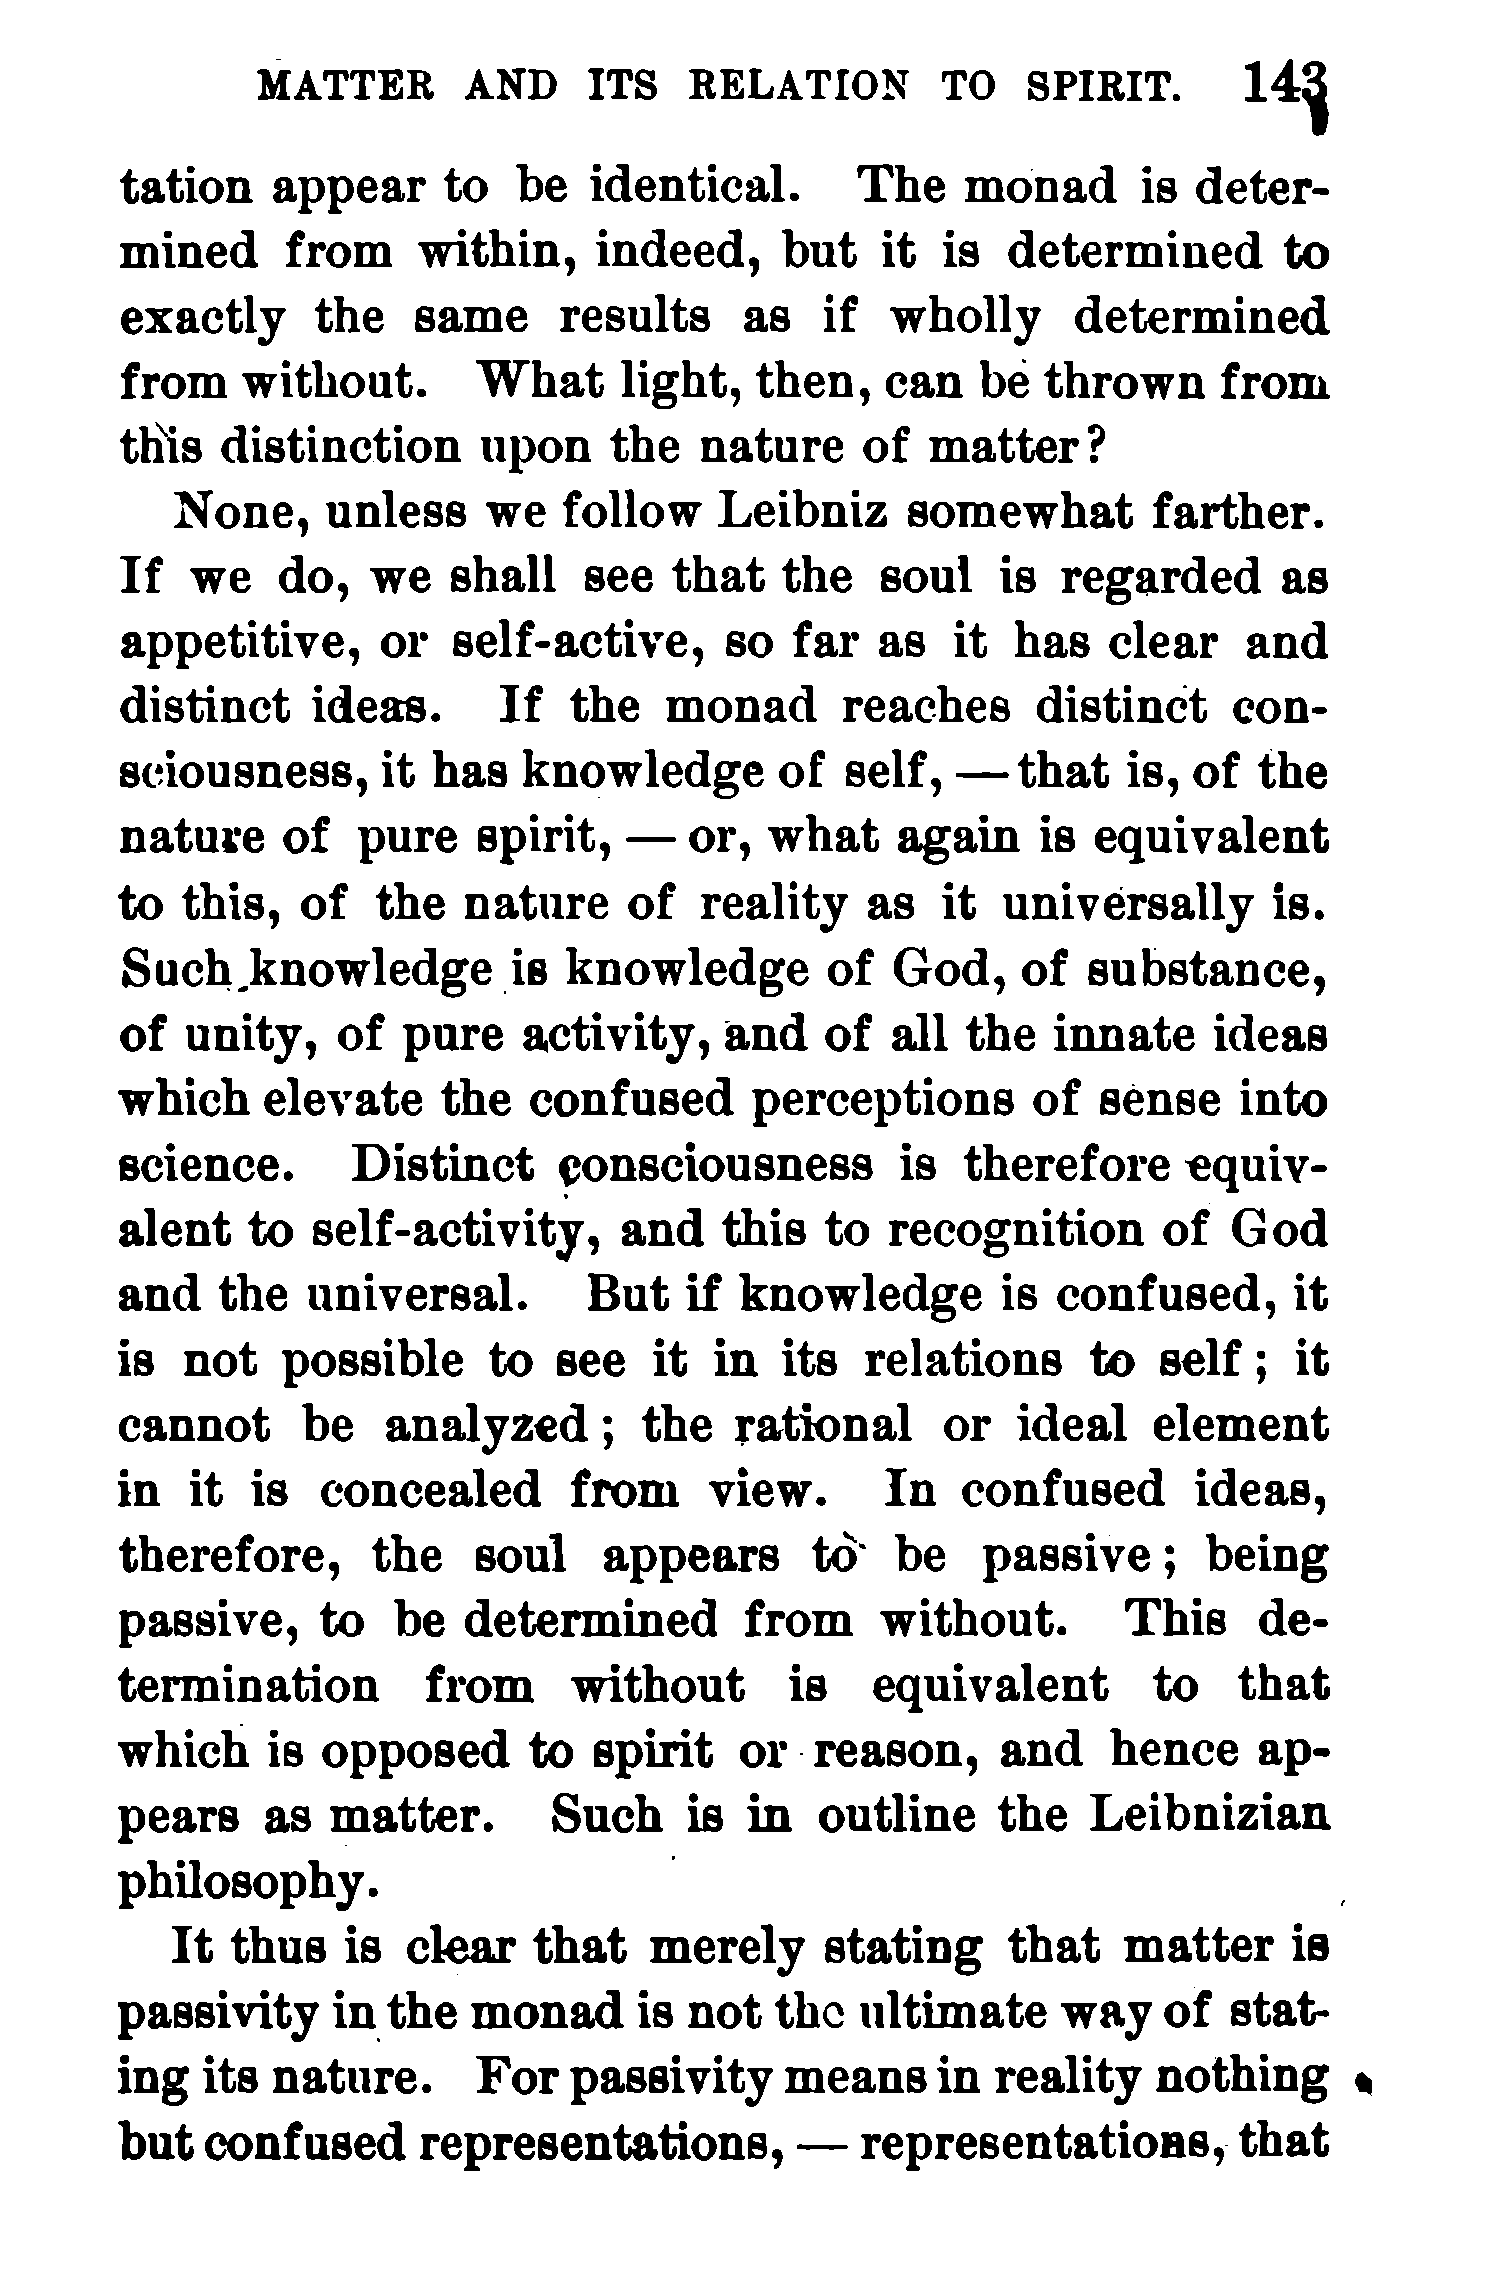 MATTER AND ITS RELATION TO SPIRIT. 143
tation appear to be identical. The monad is deter-
mined from within, indeed, but it is determined to
exactly the same results as if wholly determined
from without. What light, then, can be thrown from
this distinction upon the nature of matter?
None, unless we follow Leibniz somewhat farther.
If we do, we shall see that the soul is regarded as
appetitive, or self-active, so far as it has clear and
distinct ideas. If the monad reaches distinct con-
sciousness, it has knowledge of self, — that is, of the
nature of pure spirit, — or, what again is equivalent
to this, of the nature of reality as it universally is.
Such knowledge is knowledge of God, of substance,
of unity, of pure activity, and of all the innate ideas
which elevate the confused perceptions of sense into
science. Distinct consciousness is therefore equiv-
alent to self-activity, and this to recognition of God
and the universal. But if knowledge is confused, it
is not possible to see it in its relations to self; it
cannot be analyzed; the rational or ideal element
in it is concealed from view. In confused ideas,
therefore, the soul appears to be passive; being
passive, to be determined from without. This de-
termination from without is equivalent to that
which is opposed to spirit or reason, and hence ap-
pears as matter. Such is in outline the Leibnizian
philosophy.
It thus is clear that merely stating that matter is
passivity in the monad is not the ultimate way of stat-
ing its nature. For passivity means in reality nothing
but confused representations, — representations, that